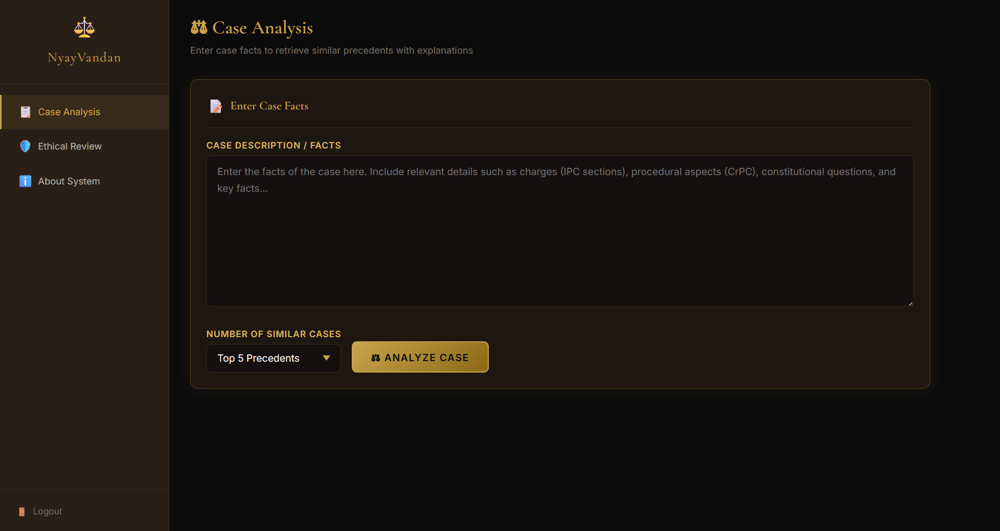 NyayVandan
Case Analysis
Ethical Review
About System
Logout
Case Analysis
Enter case facts to retrieve similar precedents with explanations
Enter Case Facts
CASE DESCRIPTION / FACTS
Enter the facts of the case here. Include relevant details such as charges (IPC sections), procedural aspects (CrPC), constitutional questions, and
key facts...
NUMBER OF SIMILAR CASES
Top 5 Precedents
ANALYZE CASE